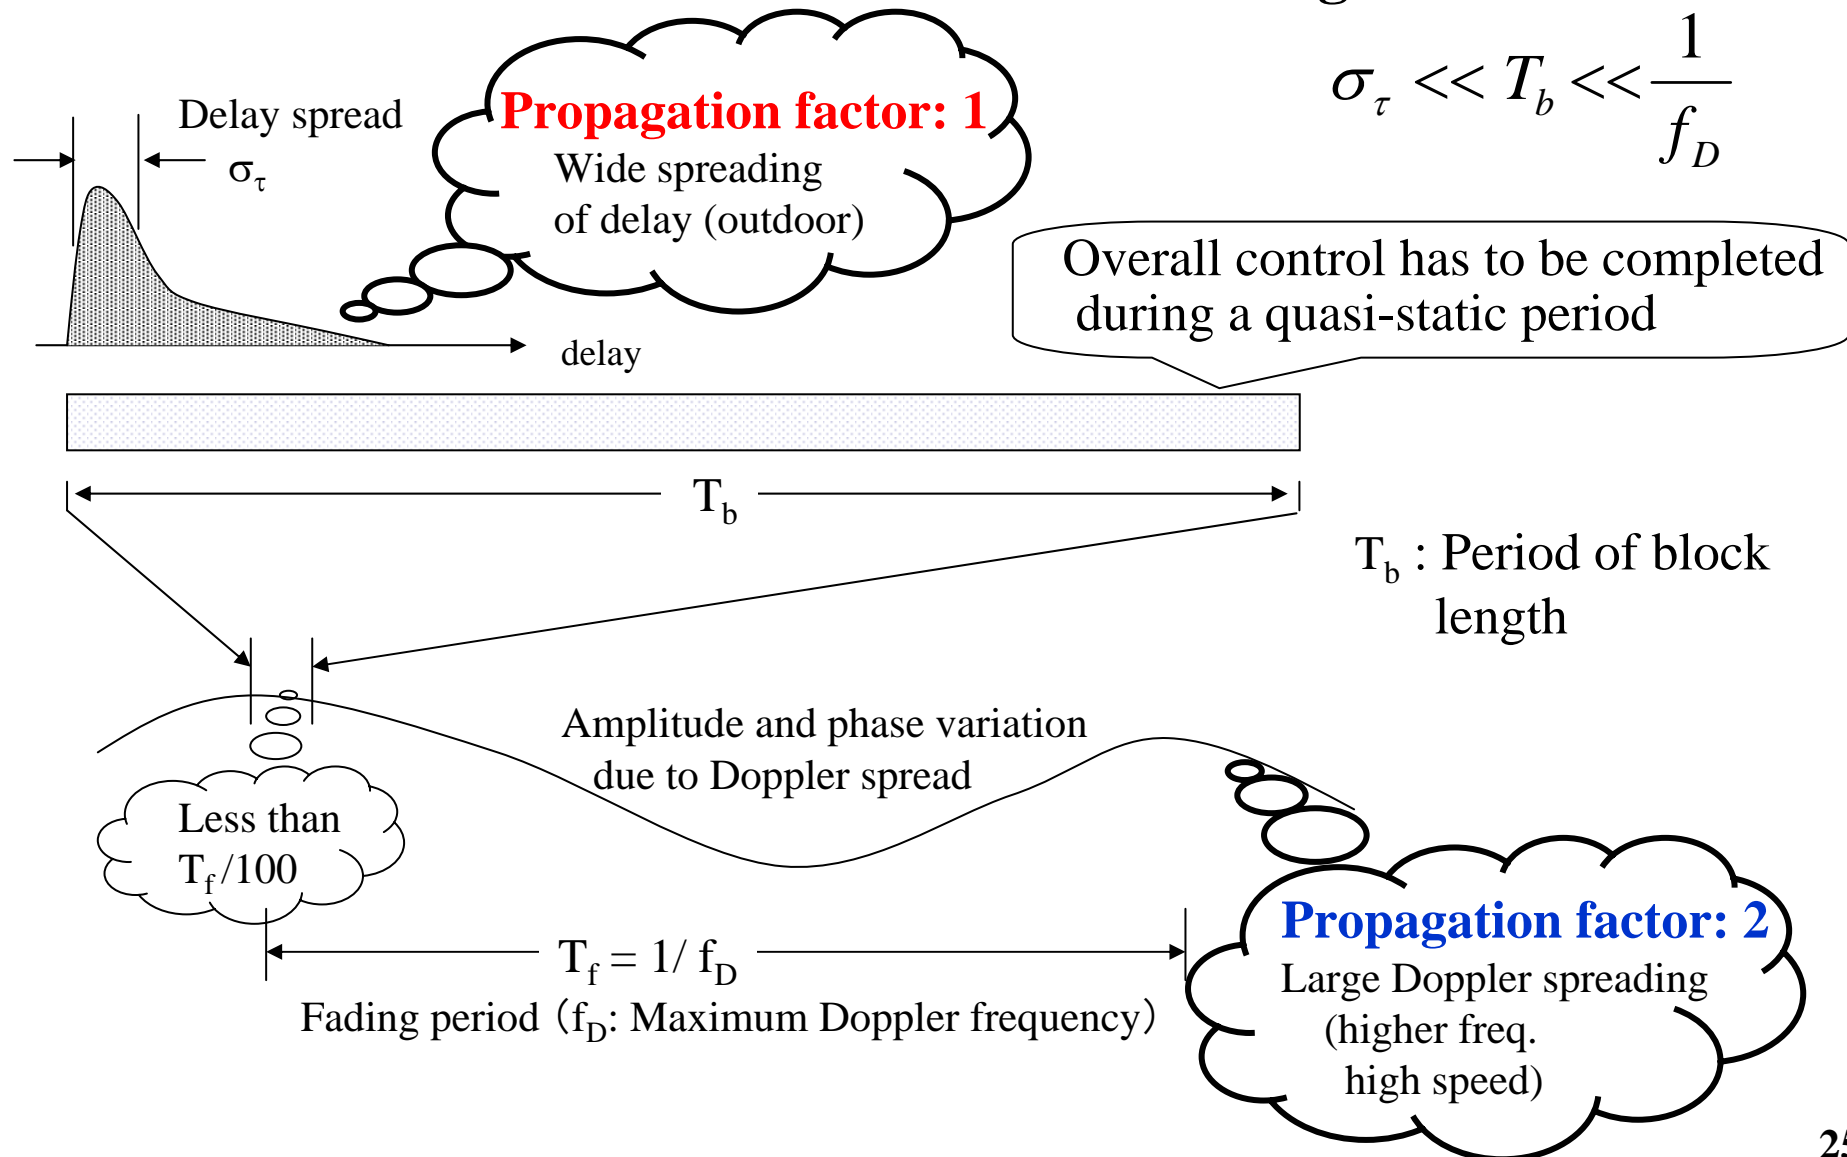 Propagation factor: 1
Wide spreading
of delay (outdoor)
σ_τ << T_b << 1/f_D
Delay spread
σ_τ
Overall control has to be completed
during a quasi-static period
delay
T_b
T_b : Period of block
length
Amplitude and phase variation
due to Doppler spread
Less than
T_f /100
T_f = 1/ f_D
Fading period（f_D: Maximum Doppler frequency）
Propagation factor: 2
Large Doppler spreading
(higher freq.
high speed)